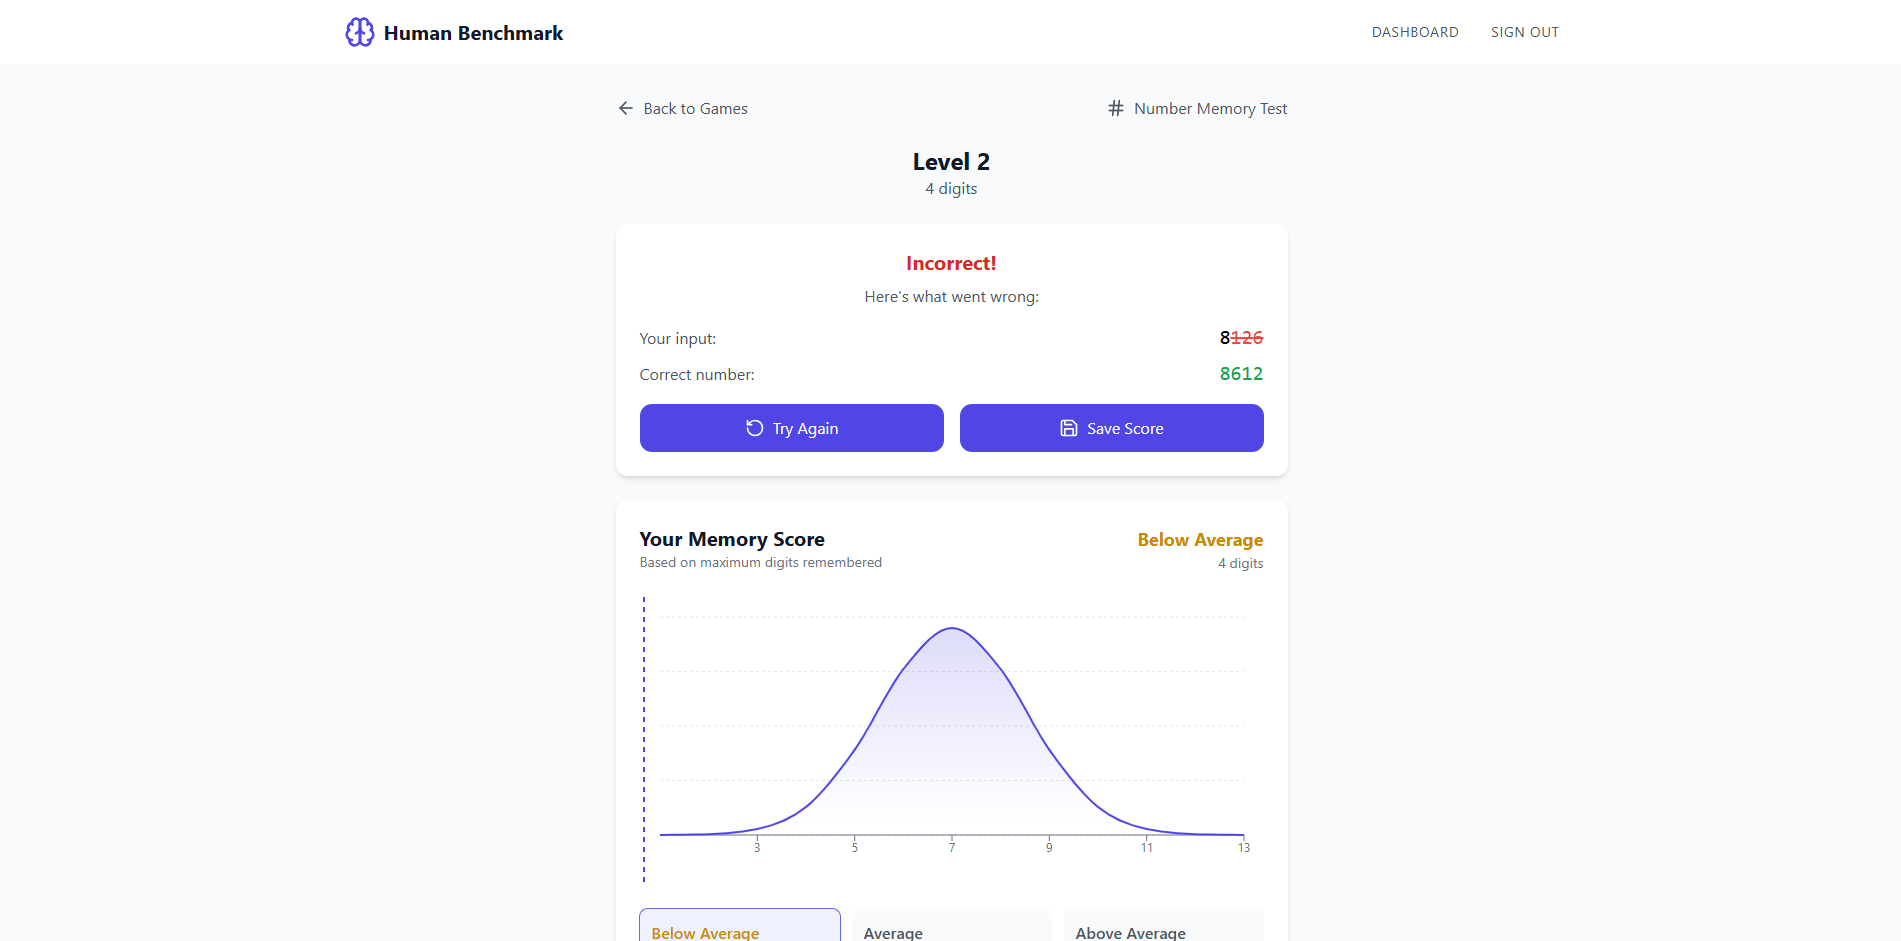 Human Benchmark
DASHBOARD SIGN OUT
Back to Games
# Number Memory Test
Level 2
4 digits
Incorrect!
Here's what went wrong:
Your input: 8126
Correct number: 8612
Try Again
Save Score
Your Memory Score
Based on maximum digits remembered
Below Average
4 digits
3 5 7 9 11 13
Below Average
Average
Above Average